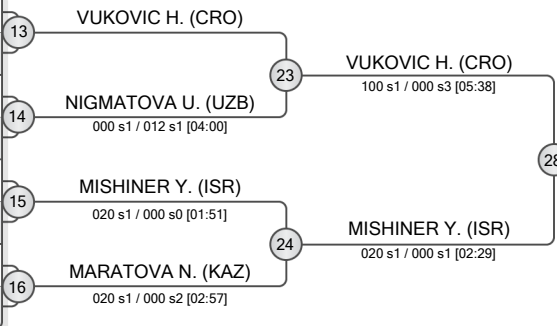 VUKOVIC H. (CRO)
13
23
VUKOVIC H. (CRO)
100 s1 / 000 s3 [05:38]
NIGMATOVA U. (UZB)
14
000 s1 / 012 s1 [04:00]
28
MISHINER Y. (ISR)
15
020 s1 / 000 s0 [01:51]
24
MISHINER Y. (ISR)
020 s1 / 000 s1 [02:29]
MARATOVA N. (KAZ)
16
020 s1 / 000 s2 [02:57]